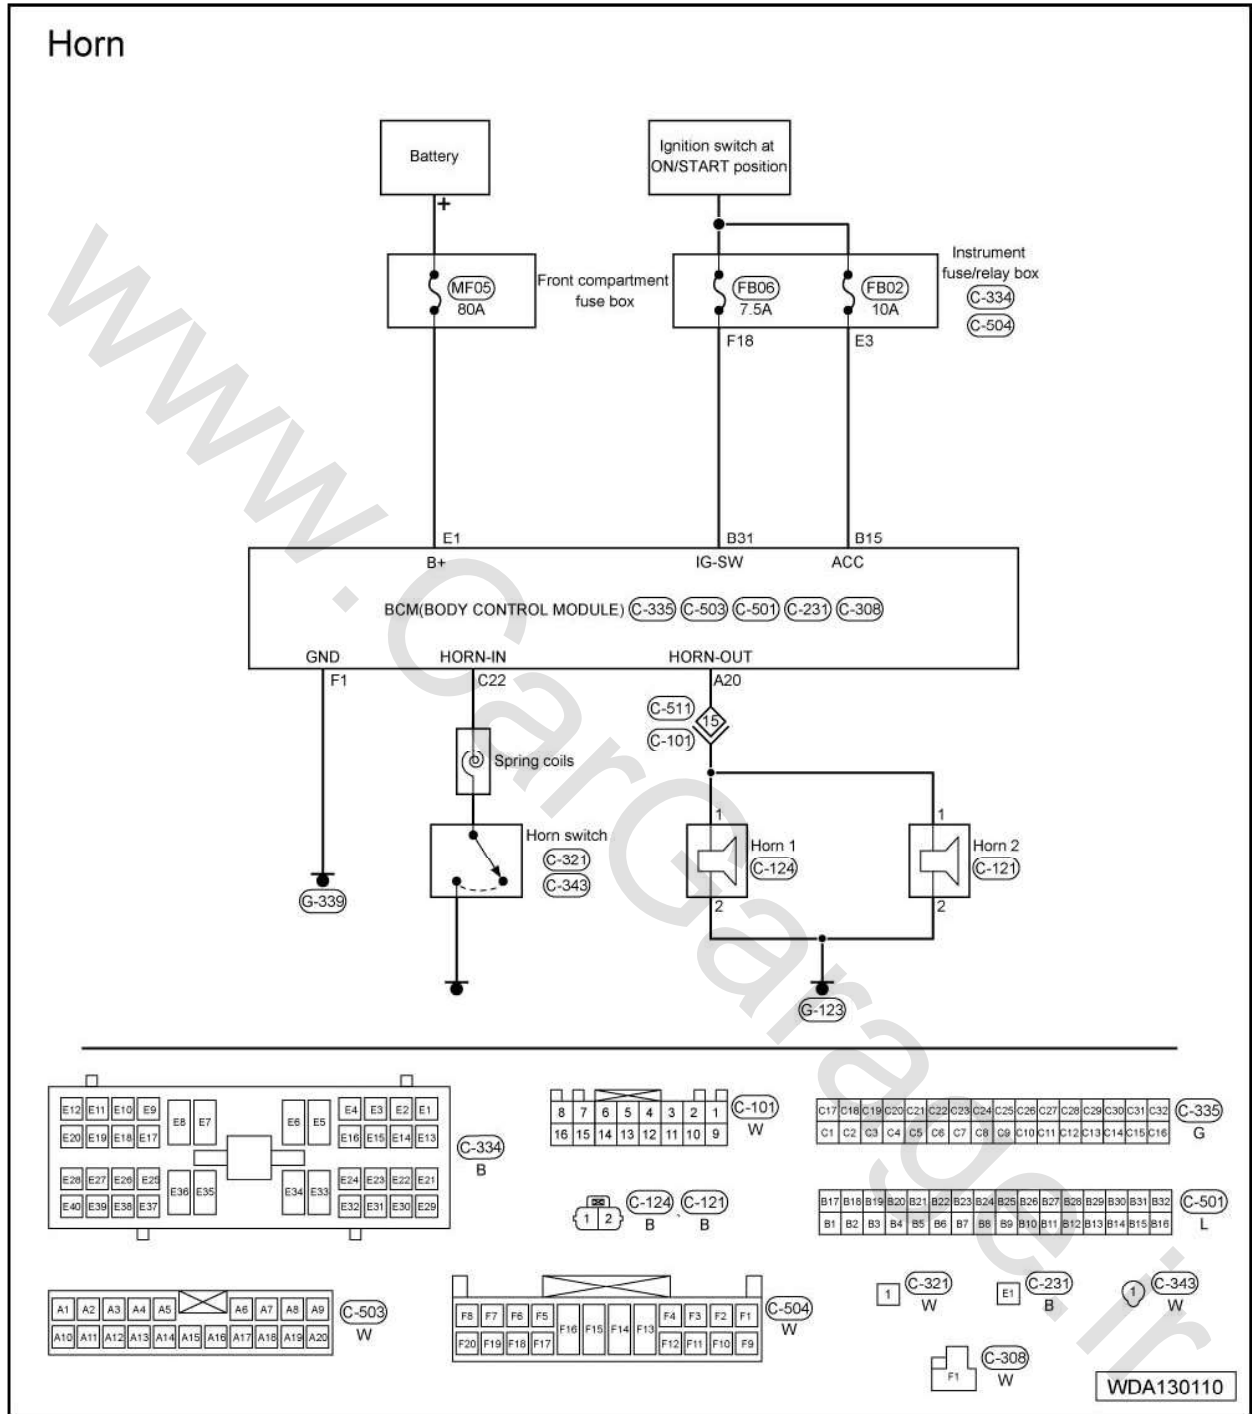 Horn
Battery
Ignition switch at
ON/START position
+
MF05
80A
Front compartment
fuse box
FB06
7.5A
FB02
10A
Instrument
fuse/relay box
C-334
C-504
F18
E3
E1
B31
B15
B+
IG-SW
ACC
BCM(BODY CONTROL MODULE) C-335 C-503 C-501 C-231 C-308
GND
HORN-IN
HORN-OUT
F1
C22
A20
C-511
15
C-101
Spring coils
Horn switch
C-321
C-343
1
Horn 1
C-124
2
1
Horn 2
C-121
2
G-339
G-123
E12 E11 E10 E9 E8 E7 E6 E5 E4 E3 E2 E1
E20 E19 E18 E17 E16 E15 E14 E13
E28 E27 E26 E25 E36 E35 E34 E33 E24 E23 E22 E21
E40 E39 E38 E37 E32 E31 E30 E29
C-334
B
8 7 6 5 4 3 2 1
16 15 14 13 12 11 10 9
C-101
W
C17 C18 C19 C20 C21 C22 C23 C24 C25 C26 C27 C28 C29 C30 C31 C32
C1 C2 C3 C4 C5 C6 C7 C8 C9 C10 C11 C12 C13 C14 C15 C16
C-335
G
1 2
C-124 、 C-121
B B
B17 B18 B19 B20 B21 B22 B23 B24 B25 B26 B27 B28 B29 B30 B31 B32
B1 B2 B3 B4 B5 B6 B7 B8 B9 B10 B11 B12 B13 B14 B15 B16
C-501
L
A1 A2 A3 A4 A5 A6 A7 A8 A9
A10 A11 A12 A13 A14 A15 A16 A17 A18 A19 A20
C-503
W
F8 F7 F6 F5 F16 F15 F14 F13 F4 F3 F2 F1
F20 F19 F18 F17 F12 F11 F10 F9
C-504
W
1
C-321
W
E1
C-231
B
1
C-343
W
F1
C-308
W
WDA130110
www.CarGarage.ir